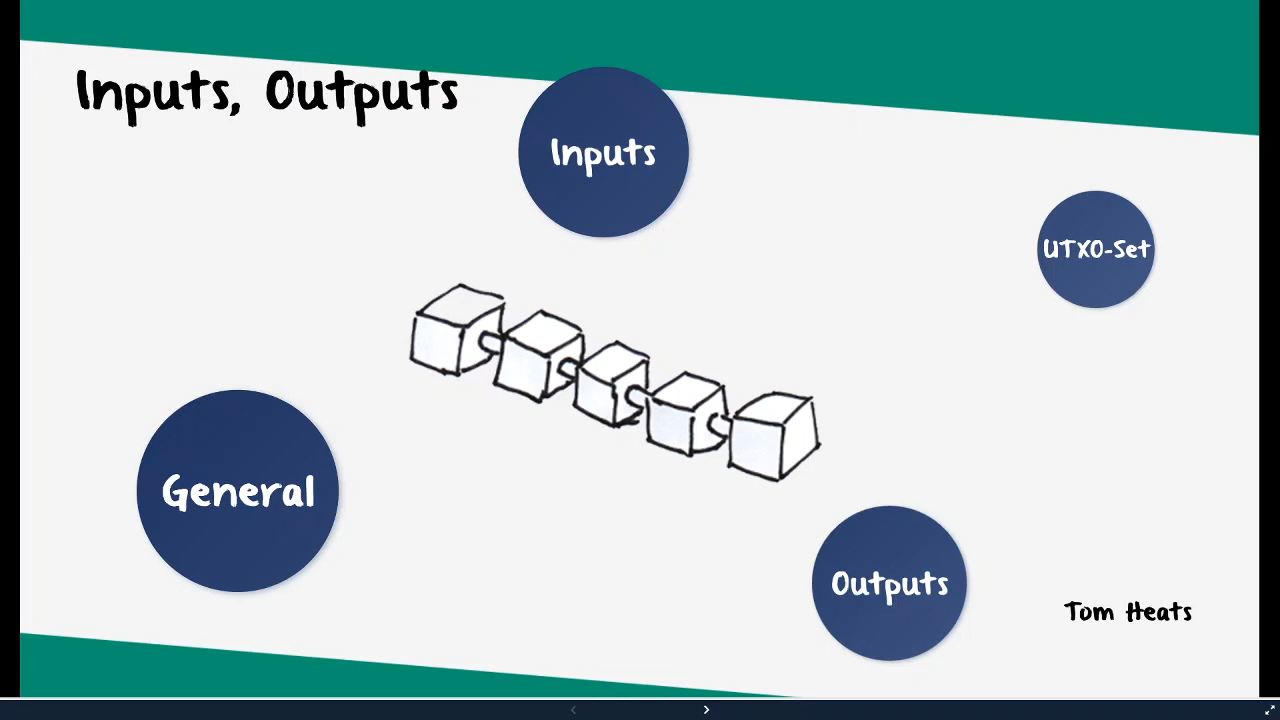 Inputs, Outputs
Inputs
UTXO-Set
General
Outputs
Tom Heats